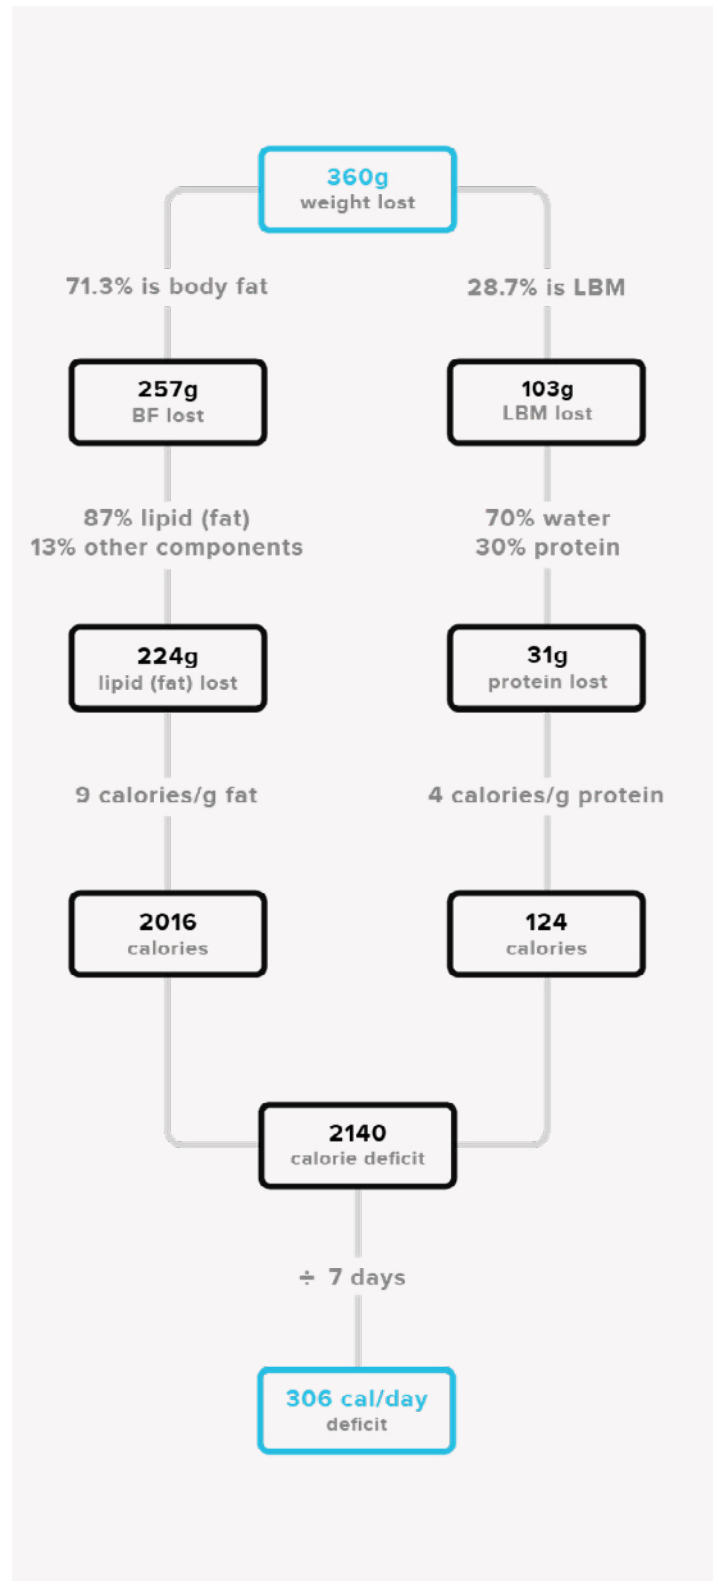 360g
weight lost
71.3% is body fat
28.7% is LBM
257g
BF lost
103g
LBM lost
87% lipid (fat)
13% other components
70% water
30% protein
224g
lipid (fat) lost
31g
protein lost
9 calories/g fat
4 calories/g protein
2016
calories
124
calories
2140
calorie deficit
÷ 7 days
306 cal/day
deficit